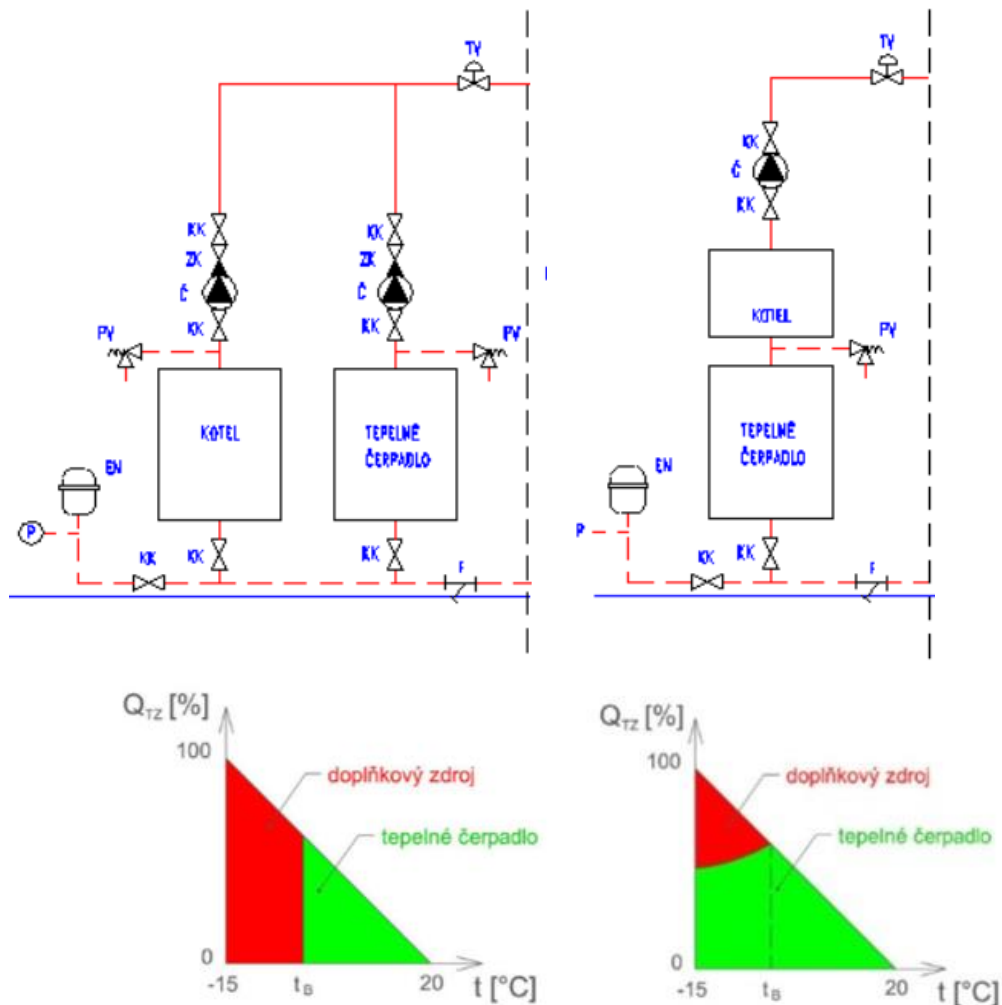 TV
KK
KK
ZK
ZK
Č
Č
KK
KK
PV
PV
KOTEL
TEPELNÉ
ČERPADLO
EN
P
KK
KK
KK
F
TV
KK
Č
KK
KOTEL
PV
TEPELNÉ
ČERPADLO
EN
P
KK
KK
F
Q_TZ [%]
100
doplňkový zdroj
tepelné čerpadlo
0
-15
t_B
20
t [°C]
Q_TZ [%]
100
doplňkový zdroj
tepelné čerpadlo
0
-15
t_B
20
t [°C]